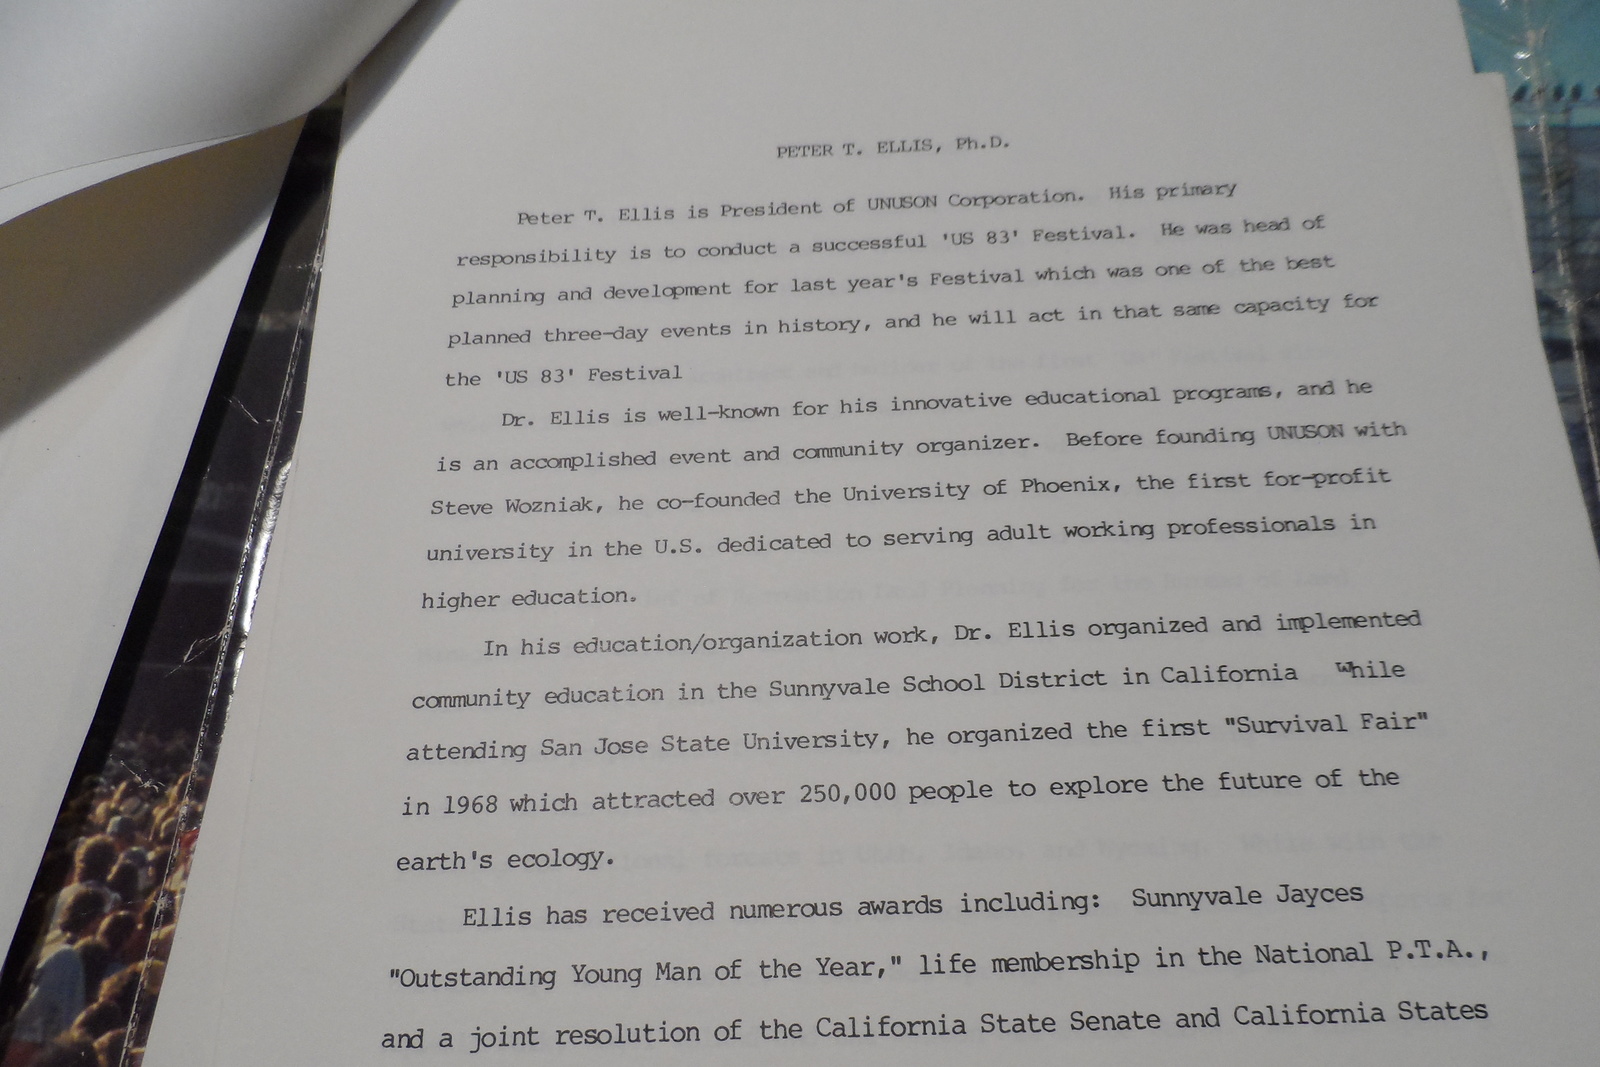 PETER T. ELLIS, Ph.D.
Peter T. Ellis is President of UNUSON Corporation. His primary
responsibility is to conduct a successful 'US 83' Festival. He was head of
planning and development for last year's Festival which was one of the best
planned three-day events in history, and he will act in that same capacity for
the 'US 83' Festival
Dr. Ellis is well-known for his innovative educational programs, and he
is an accomplished event and community organizer. Before founding UNUSON with
Steve Wozniak, he co-founded the University of Phoenix, the first for-profit
university in the U.S. dedicated to serving adult working professionals in
higher education.
In his education/organization work, Dr. Ellis organized and implemented
community education in the Sunnyvale School District in California While
attending San Jose State University, he organized the first "Survival Fair"
in 1968 which attracted over 250,000 people to explore the future of the
earth's ecology.
Ellis has received numerous awards including: Sunnyvale Jayces
"Outstanding Young Man of the Year," life membership in the National P.T.A.,
and a joint resolution of the California State Senate and California States